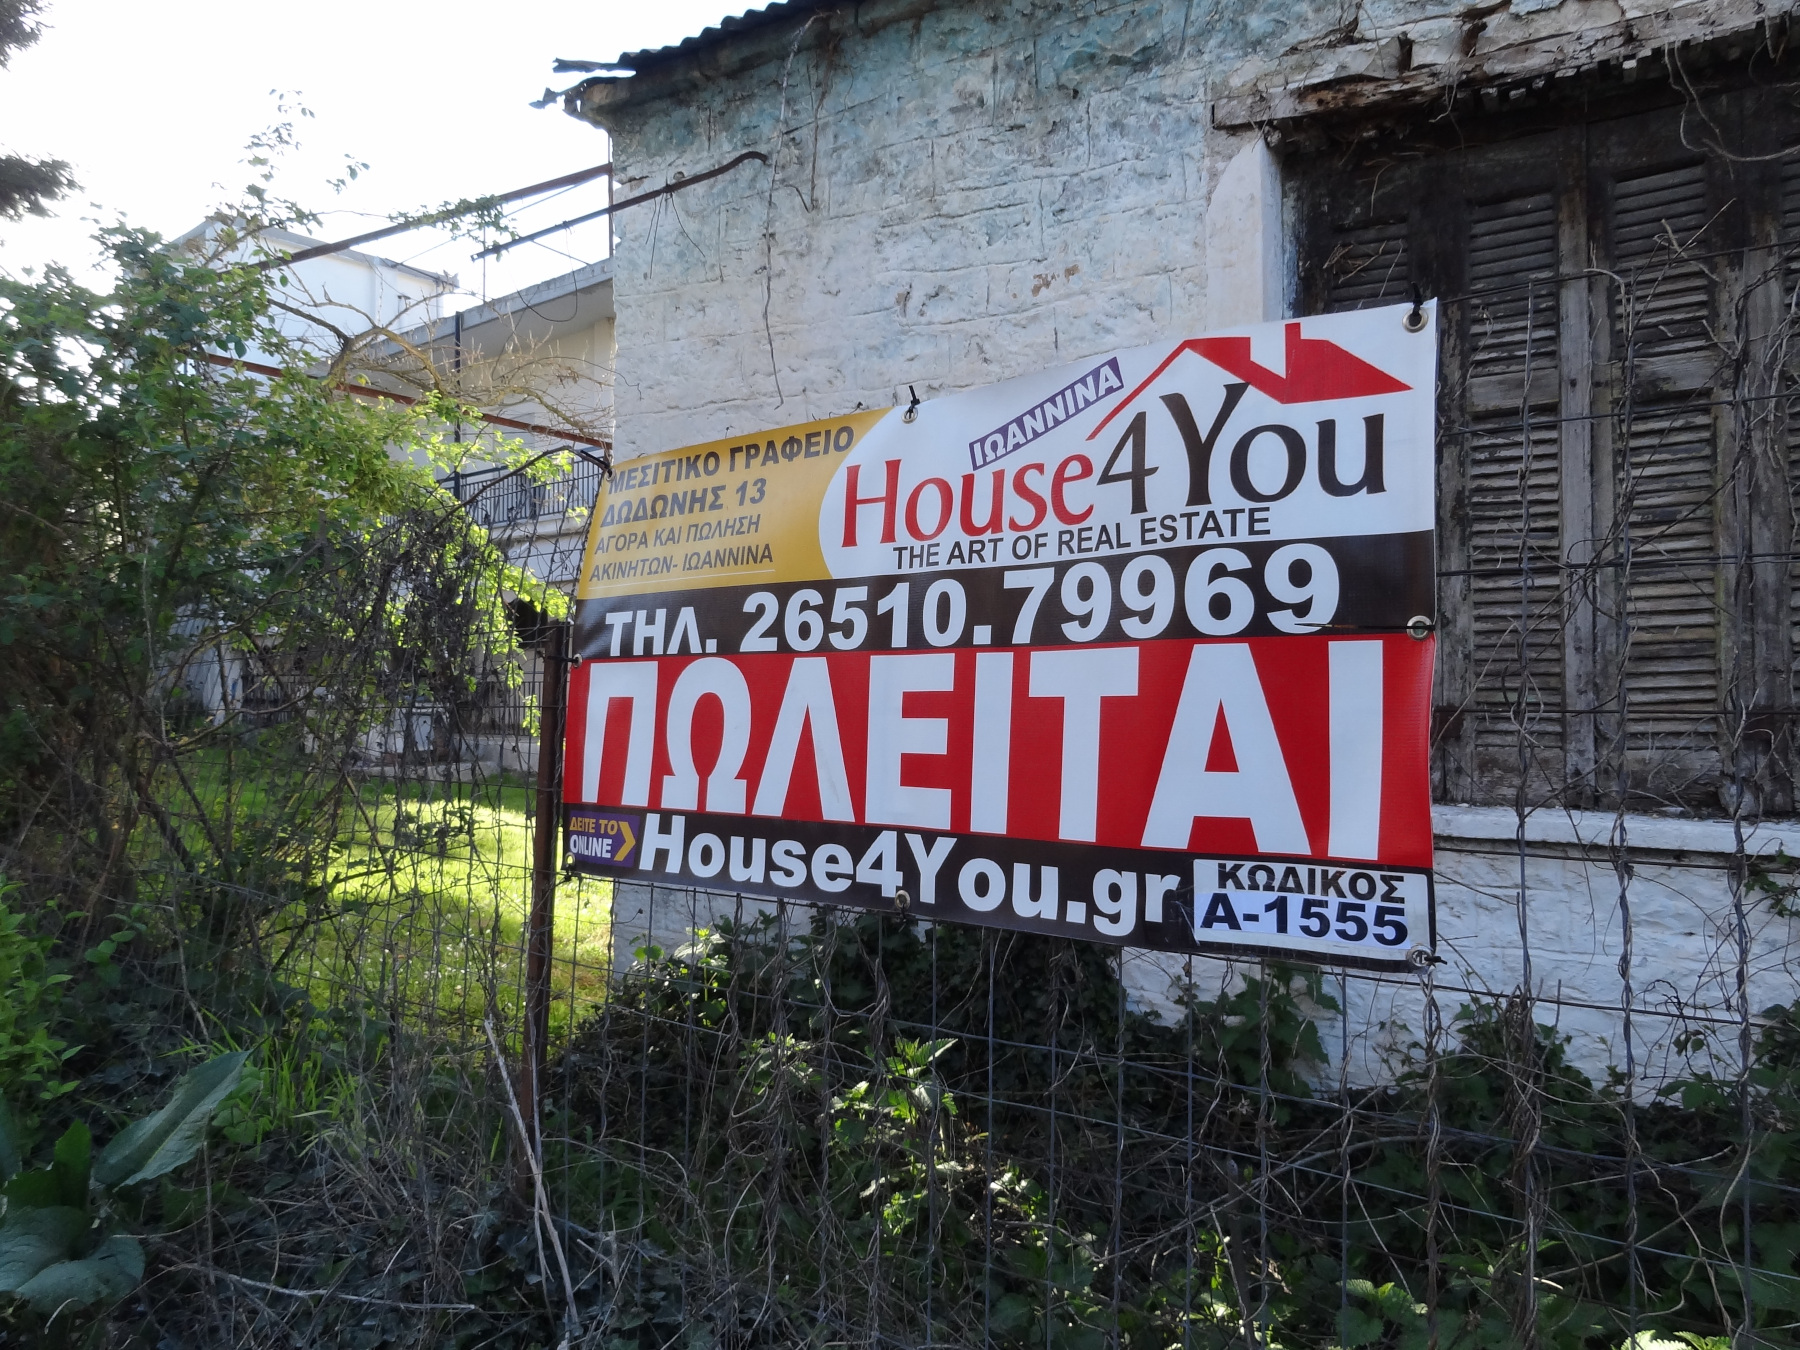 ΜΕΣΙΤΙΚΟ ΓΡΑΦΕΙΟ
ΔΩΔΩΝΗΣ 13
ΑΓΟΡΑ ΚΑΙ ΠΩΛΗΣΗ
ΑΚΙΝΗΤΩΝ- ΙΩΑΝΝΙΝΑ
ΙΩΑΝΝΙΝΑ
House4You
THE ART OF REAL ESTATE
ΤΗΛ. 26510.79969
ΠΩΛΕΙΤΑΙ
ΔΕΙΤΕ ΤΟ
ONLINE
House4You.gr
ΚΩΔΙΚΟΣ
A-1555